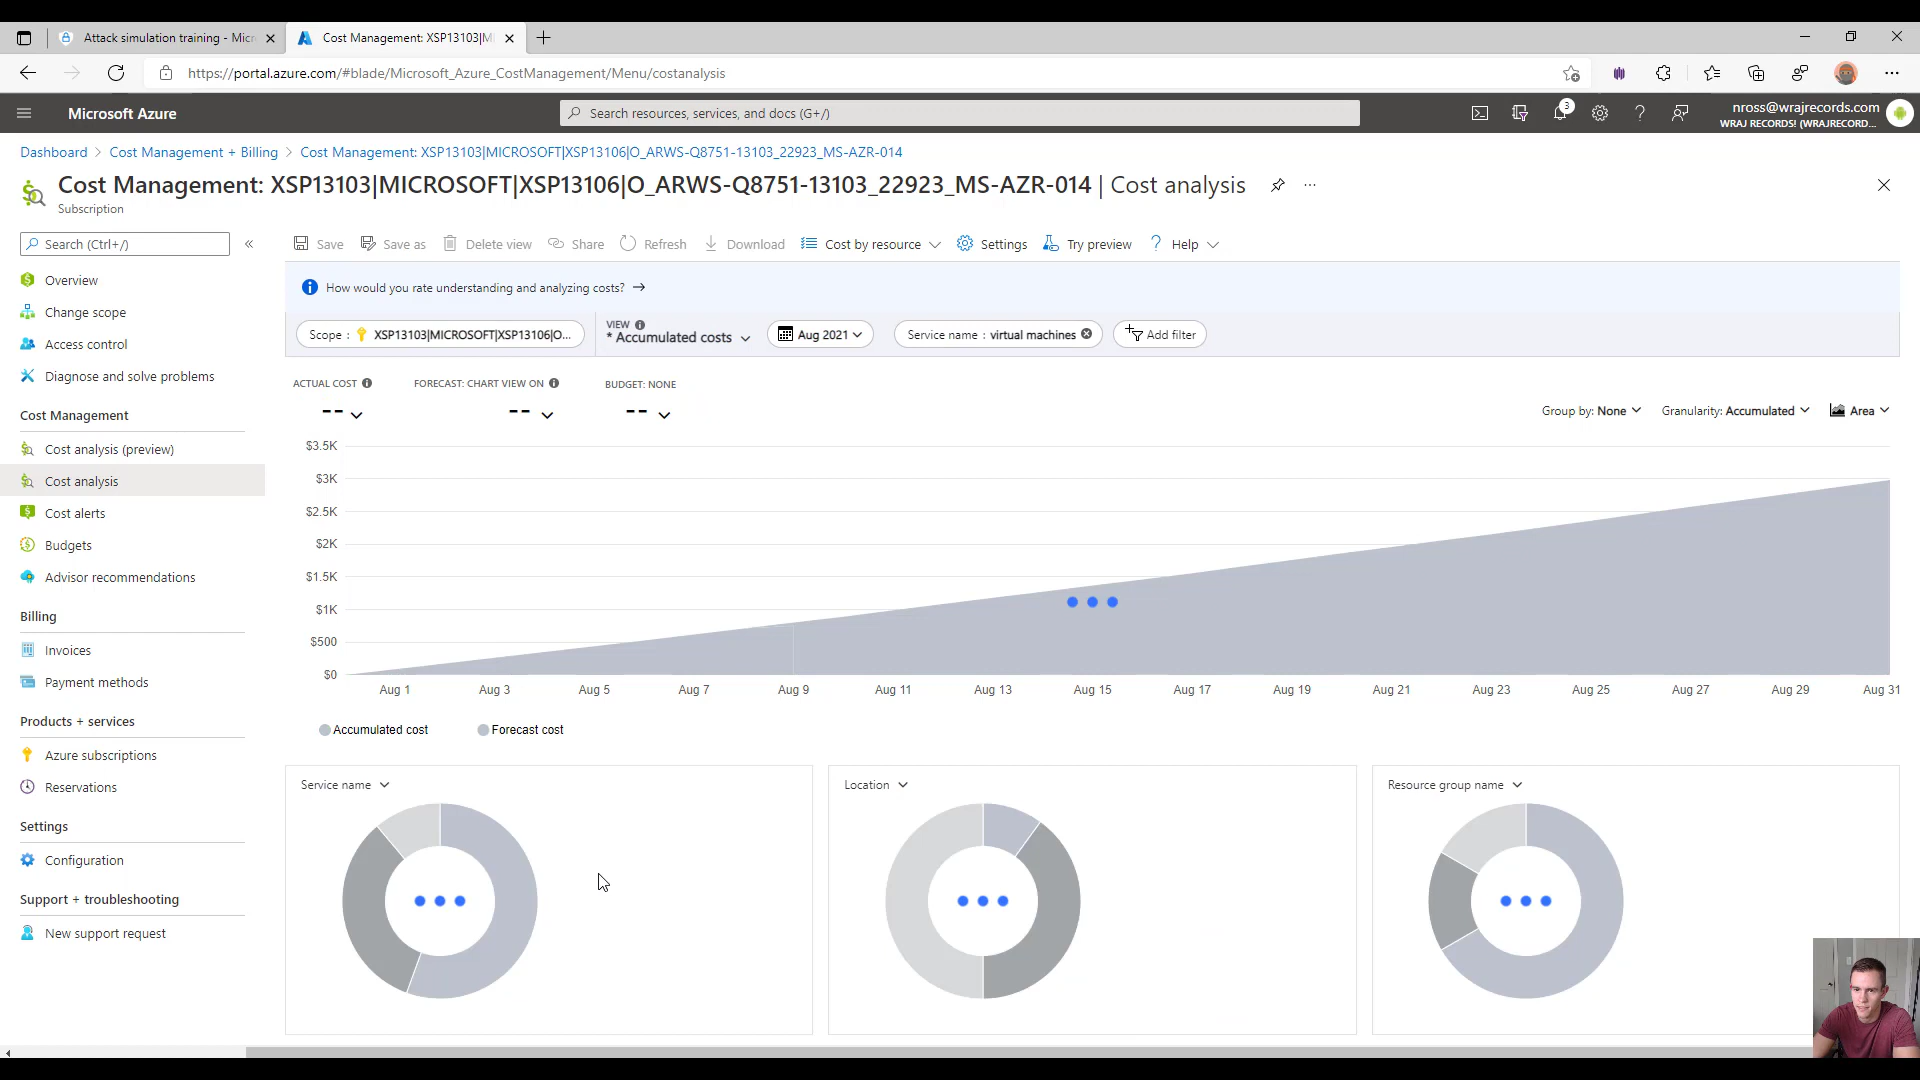 Attack simulation training - Micr
Cost Management: XSP13103|M
https://portal.azure.com/#blade/Microsoft_Azure_CostManagement/Menu/costanalysis
Microsoft Azure
Search resources, services, and docs (G+/)
3
nross@wrajrecords.com
WRAJ RECORDS! (WRAJRECORD...
Dashboard > Cost Management + Billing > Cost Management: XSP13103|MICROSOFT|XSP13106|O_ARWS-Q8751-13103_22923_MS-AZR-014
Cost Management: XSP13103|MICROSOFT|XSP13106|O_ARWS-Q8751-13103_22923_MS-AZR-014 | Cost analysis
Subscription
Search (Ctrl+/)
Overview
Change scope
Access control
Diagnose and solve problems
Cost Management
Cost analysis (preview)
Cost analysis
Cost alerts
Budgets
Advisor recommendations
Billing
Invoices
Payment methods
Products + services
Azure subscriptions
Reservations
Settings
Configuration
Support + troubleshooting
New support request
Save Save as Delete view Share Refresh Download Cost by resource Settings Try preview Help
How would you rate understanding and analyzing costs? →
Scope : XSP13103|MICROSOFT|XSP13106|O...
VIEW
* Accumulated costs
Aug 2021
Service name : virtual machines
Add filter
ACTUAL COST FORECAST: CHART VIEW ON BUDGET: NONE
-- -- --
Group by: None Granularity: Accumulated Area
$3.5K
$3K
$2.5K
$2K
$1.5K
$1K
$500
$0
Aug 1 Aug 3 Aug 5 Aug 7 Aug 9 Aug 11 Aug 13 Aug 15 Aug 17 Aug 19 Aug 21 Aug 23 Aug 25 Aug 27 Aug 29 Aug 31
Accumulated cost Forecast cost
Service name
Location
Resource group name